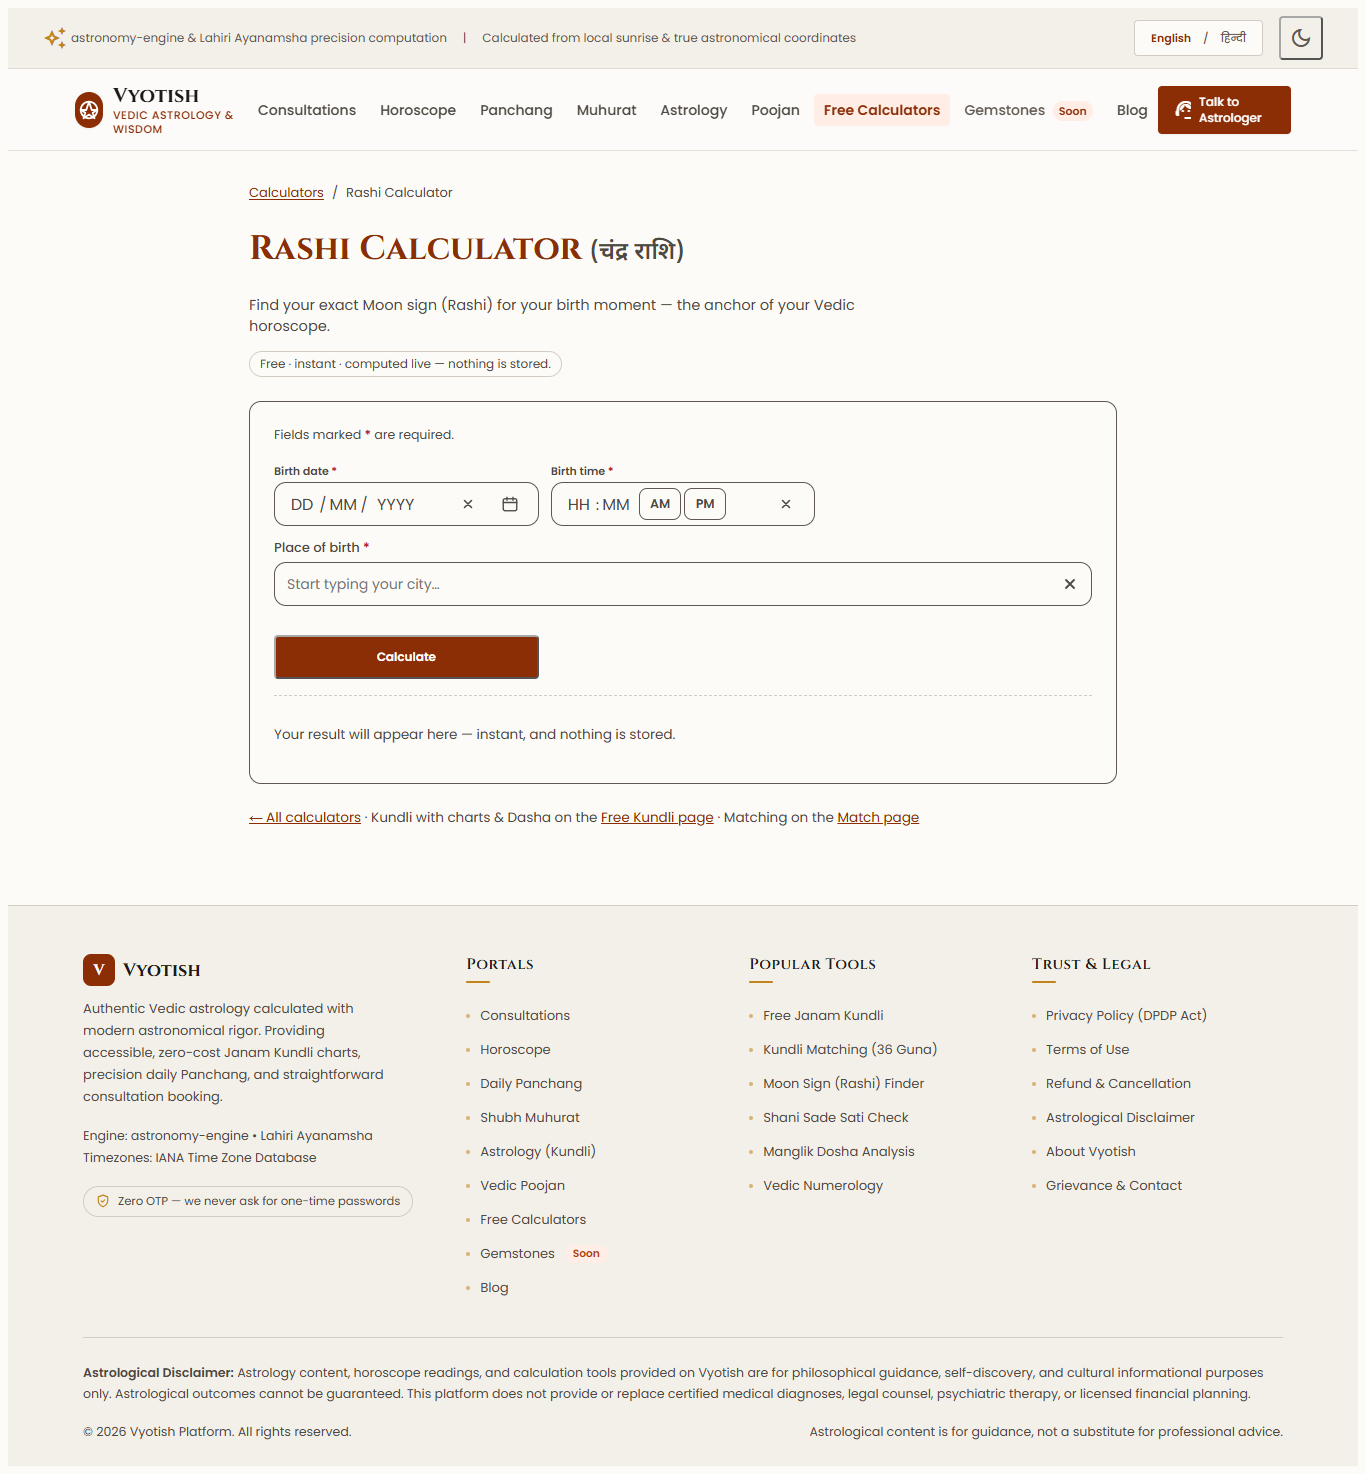 astronomy-engine & Lahiri Ayanamsha precision computation | Calculated from local sunrise & true astronomical coordinates
English / हिन्दी
Vyotish
VEDIC ASTROLOGY &
WISDOM
Consultations Horoscope Panchang Muhurat Astrology Poojan Free Calculators Gemstones Soon Blog
Talk to
Astrologer
Calculators / Rashi Calculator
Rashi Calculator (चंद्र राशि)
Find your exact Moon sign (Rashi) for your birth moment — the anchor of your Vedic
horoscope.
Free · instant · computed live — nothing is stored.
Fields marked * are required.
Birth date * Birth time *
DD / MM / YYYY HH : MM AM PM
Place of birth *
Start typing your city…
Calculate
Your result will appear here — instant, and nothing is stored.
← All calculators · Kundli with charts & Dasha on the Free Kundli page · Matching on the Match page
V Vyotish
Authentic Vedic astrology calculated with
modern astronomical rigor. Providing
accessible, zero-cost Janam Kundli charts,
precision daily Panchang, and straightforward
consultation booking.
Engine: astronomy-engine • Lahiri Ayanamsha
Timezones: IANA Time Zone Database
Zero OTP — we never ask for one-time passwords
Portals
Consultations
Horoscope
Daily Panchang
Shubh Muhurat
Astrology (Kundli)
Vedic Poojan
Free Calculators
Gemstones Soon
Blog
Popular Tools
Free Janam Kundli
Kundli Matching (36 Guna)
Moon Sign (Rashi) Finder
Shani Sade Sati Check
Manglik Dosha Analysis
Vedic Numerology
Trust & Legal
Privacy Policy (DPDP Act)
Terms of Use
Refund & Cancellation
Astrological Disclaimer
About Vyotish
Grievance & Contact
Astrological Disclaimer: Astrology content, horoscope readings, and calculation tools provided on Vyotish are for philosophical guidance, self-discovery, and cultural informational purposes
only. Astrological outcomes cannot be guaranteed. This platform does not provide or replace certified medical diagnoses, legal counsel, psychiatric therapy, or licensed financial planning.
© 2026 Vyotish Platform. All rights reserved.
Astrological content is for guidance, not a substitute for professional advice.